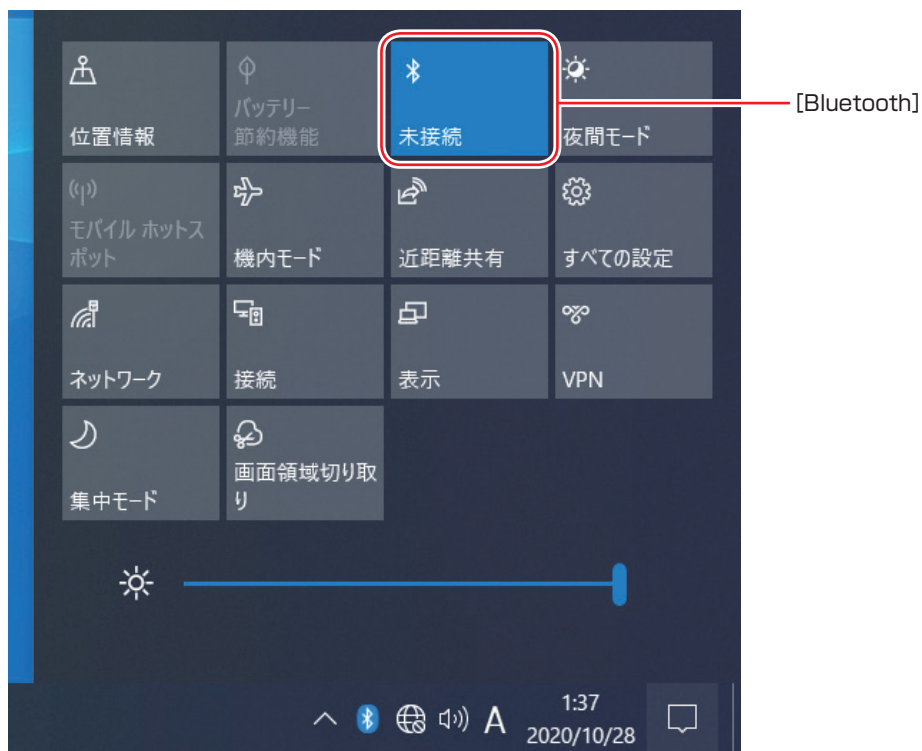 位置情報
バッテリー
節約機能
未接続
夜間モード
[Bluetooth]
モバイル ホットス
ポット
機内モード
近距離共有
すべての設定
ネットワーク
接続
表示
VPN
集中モード
画面領域切り取
り
A
1:37
2020/10/28